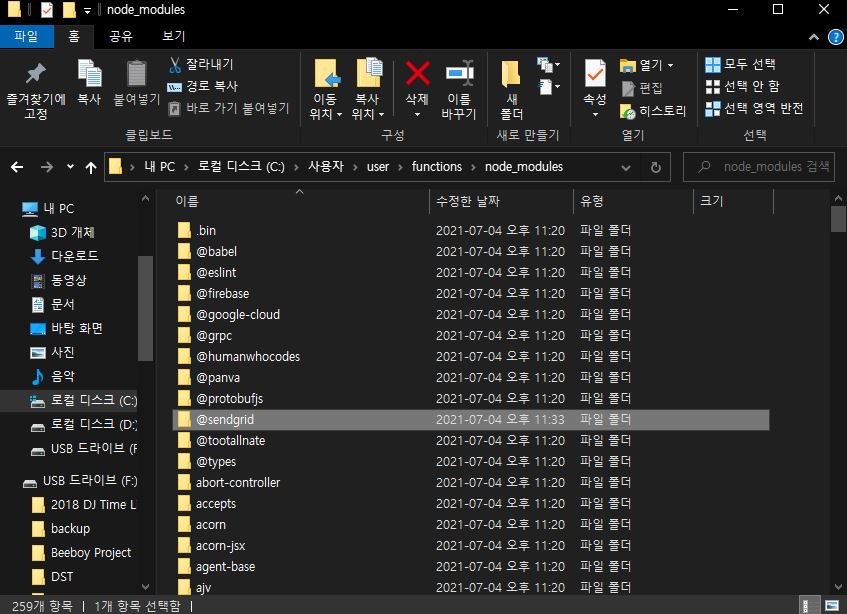 node_modules
파일 홈 공유 보기
즐겨찾기에 고정
복사
붙여넣기
잘라내기
경로 복사
바로 가기 붙여넣기
클립보드
이동 위치
복사 위치
삭제
이름 바꾸기
구성
새 폴더
새로 만들기
속성
열기
편집
히스토리
열기
모두 선택
선택 안 함
선택 영역 반전
선택
내 PC > 로컬 디스크 (C:) > 사용자 > user > functions > node_modules
node_modules 검색
내 PC
3D 개체
다운로드
동영상
문서
바탕 화면
사진
음악
로컬 디스크 (C:)
로컬 디스크 (D:)
USB 드라이브 (F
USB 드라이브 (F:)
2018 DJ Time L
backup
Beeboy Project
DST
이름 수정한 날짜 유형 크기
.bin 2021-07-04 오후 11:20 파일 폴더
@babel 2021-07-04 오후 11:20 파일 폴더
@eslint 2021-07-04 오후 11:20 파일 폴더
@firebase 2021-07-04 오후 11:20 파일 폴더
@google-cloud 2021-07-04 오후 11:20 파일 폴더
@grpc 2021-07-04 오후 11:20 파일 폴더
@humanwhocodes 2021-07-04 오후 11:20 파일 폴더
@panva 2021-07-04 오후 11:20 파일 폴더
@protobufjs 2021-07-04 오후 11:20 파일 폴더
@sendgrid 2021-07-04 오후 11:33 파일 폴더
@tootallnate 2021-07-04 오후 11:20 파일 폴더
@types 2021-07-04 오후 11:20 파일 폴더
abort-controller 2021-07-04 오후 11:20 파일 폴더
accepts 2021-07-04 오후 11:20 파일 폴더
acorn 2021-07-04 오후 11:20 파일 폴더
acorn-jsx 2021-07-04 오후 11:20 파일 폴더
agent-base 2021-07-04 오후 11:20 파일 폴더
ajv 2021-07-04 오후 11:20 파일 폴더
259개 항목 1개 항목 선택함